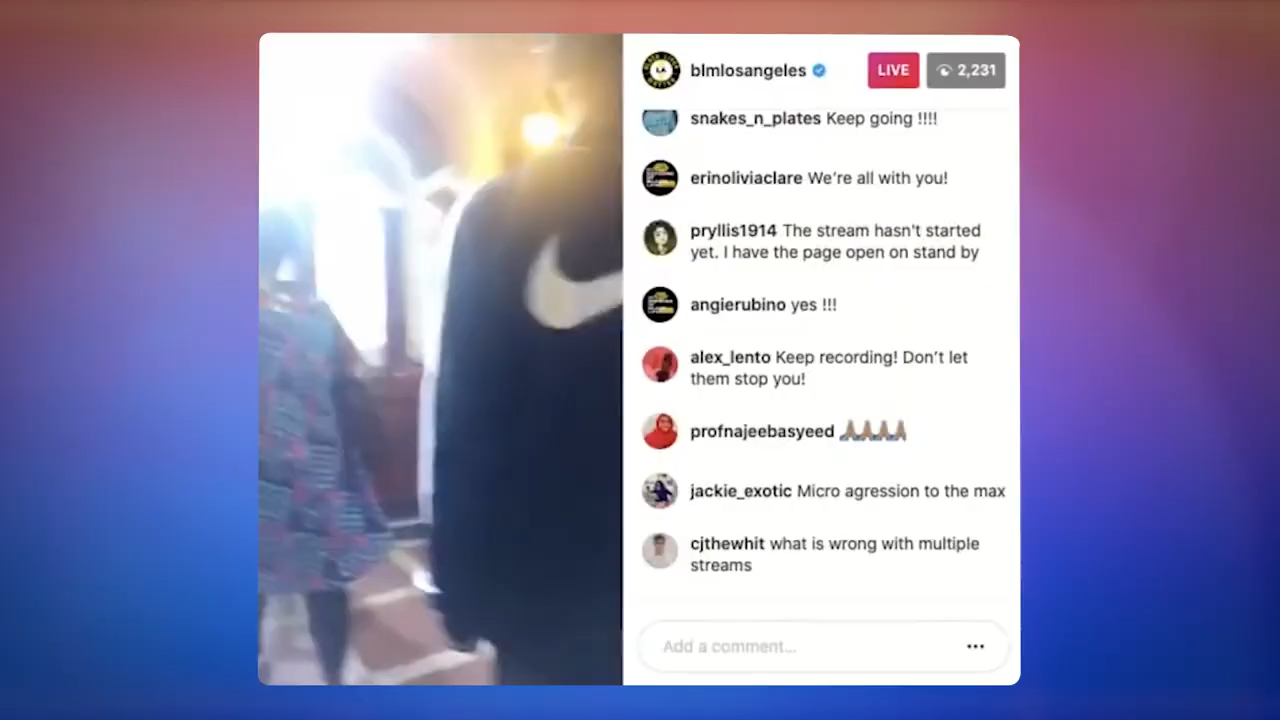 blmlosangeles
LIVE
2,231
snakes_n_plates Keep going !!!!
erinoliviaclare We're all with you!
pryllis1914 The stream hasn't started
yet. I have the page open on stand by
angierubino yes !!!
alex_lento Keep recording! Don't let
them stop you!
profnajeebasyeed 🙏🏽🙏🏽🙏🏽🙏🏽
jackie_exotic Micro agression to the max
cjthewhit what is wrong with multiple
streams
Add a comment...